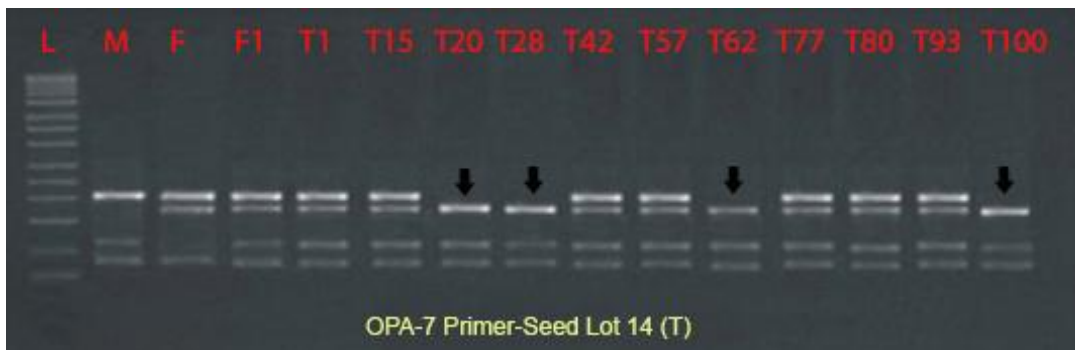 L M F F1 T1 T15 T20 T28 T42 T57 T62 T77 T80 T93 T100
OPA-7 Primer-Seed Lot 14 (T)